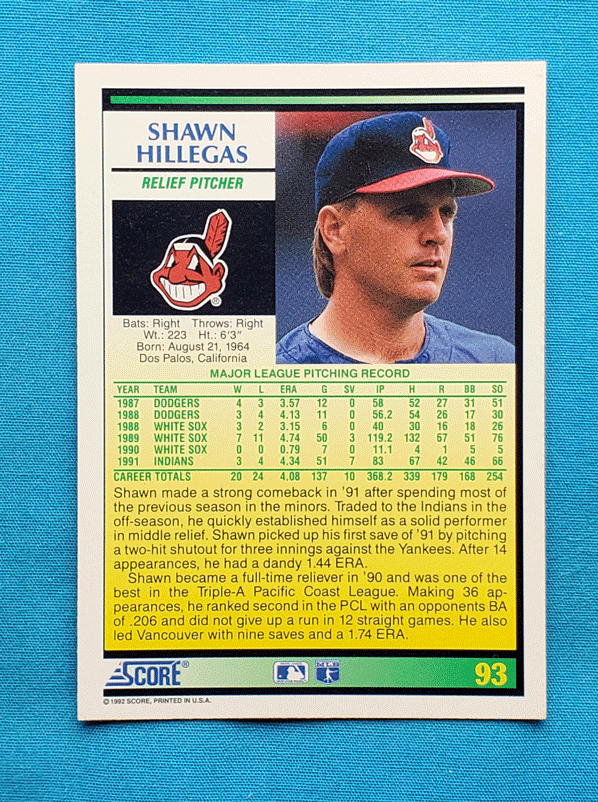 SHAWN
HILLEGAS
RELIEF PITCHER
®
Bats: Right Throws: Right
Wt.: 223 Ht.: 6'3"
Born: August 21, 1964
Dos Palos, California
MAJOR LEAGUE PITCHING RECORD
YEAR TEAM W L ERA G SV IP H R BB SO
1987 DODGERS 4 3 3.57 12 0 58 52 27 31 51
1988 DODGERS 3 4 4.13 11 0 56.2 54 26 17 30
1988 WHITE SOX 3 2 3.15 6 0 40 30 16 18 26
1989 WHITE SOX 7 11 4.74 50 3 119.2 132 67 51 76
1990 WHITE SOX 0 0 0.79 7 0 11.1 4 1 5 5
1991 INDIANS 3 4 4.34 51 7 83 67 42 46 66
CAREER TOTALS 20 24 4.08 137 10 368.2 339 179 168 254
Shawn made a strong comeback in '91 after spending most of
the previous season in the minors. Traded to the Indians in the
off-season, he quickly established himself as a solid performer
in middle relief. Shawn picked up his first save of '91 by pitching
a two-hit shutout for three innings against the Yankees. After 14
appearances, he had a dandy 1.44 ERA.
Shawn became a full-time reliever in '90 and was one of the
best in the Triple-A Pacific Coast League. Making 36 ap-
pearances, he ranked second in the PCL with an opponents BA
of .206 and did not give up a run in 12 straight games. He also
led Vancouver with nine saves and a 1.74 ERA.
SCORE® MLB 93
© 1992 SCORE, PRINTED IN U.S.A.